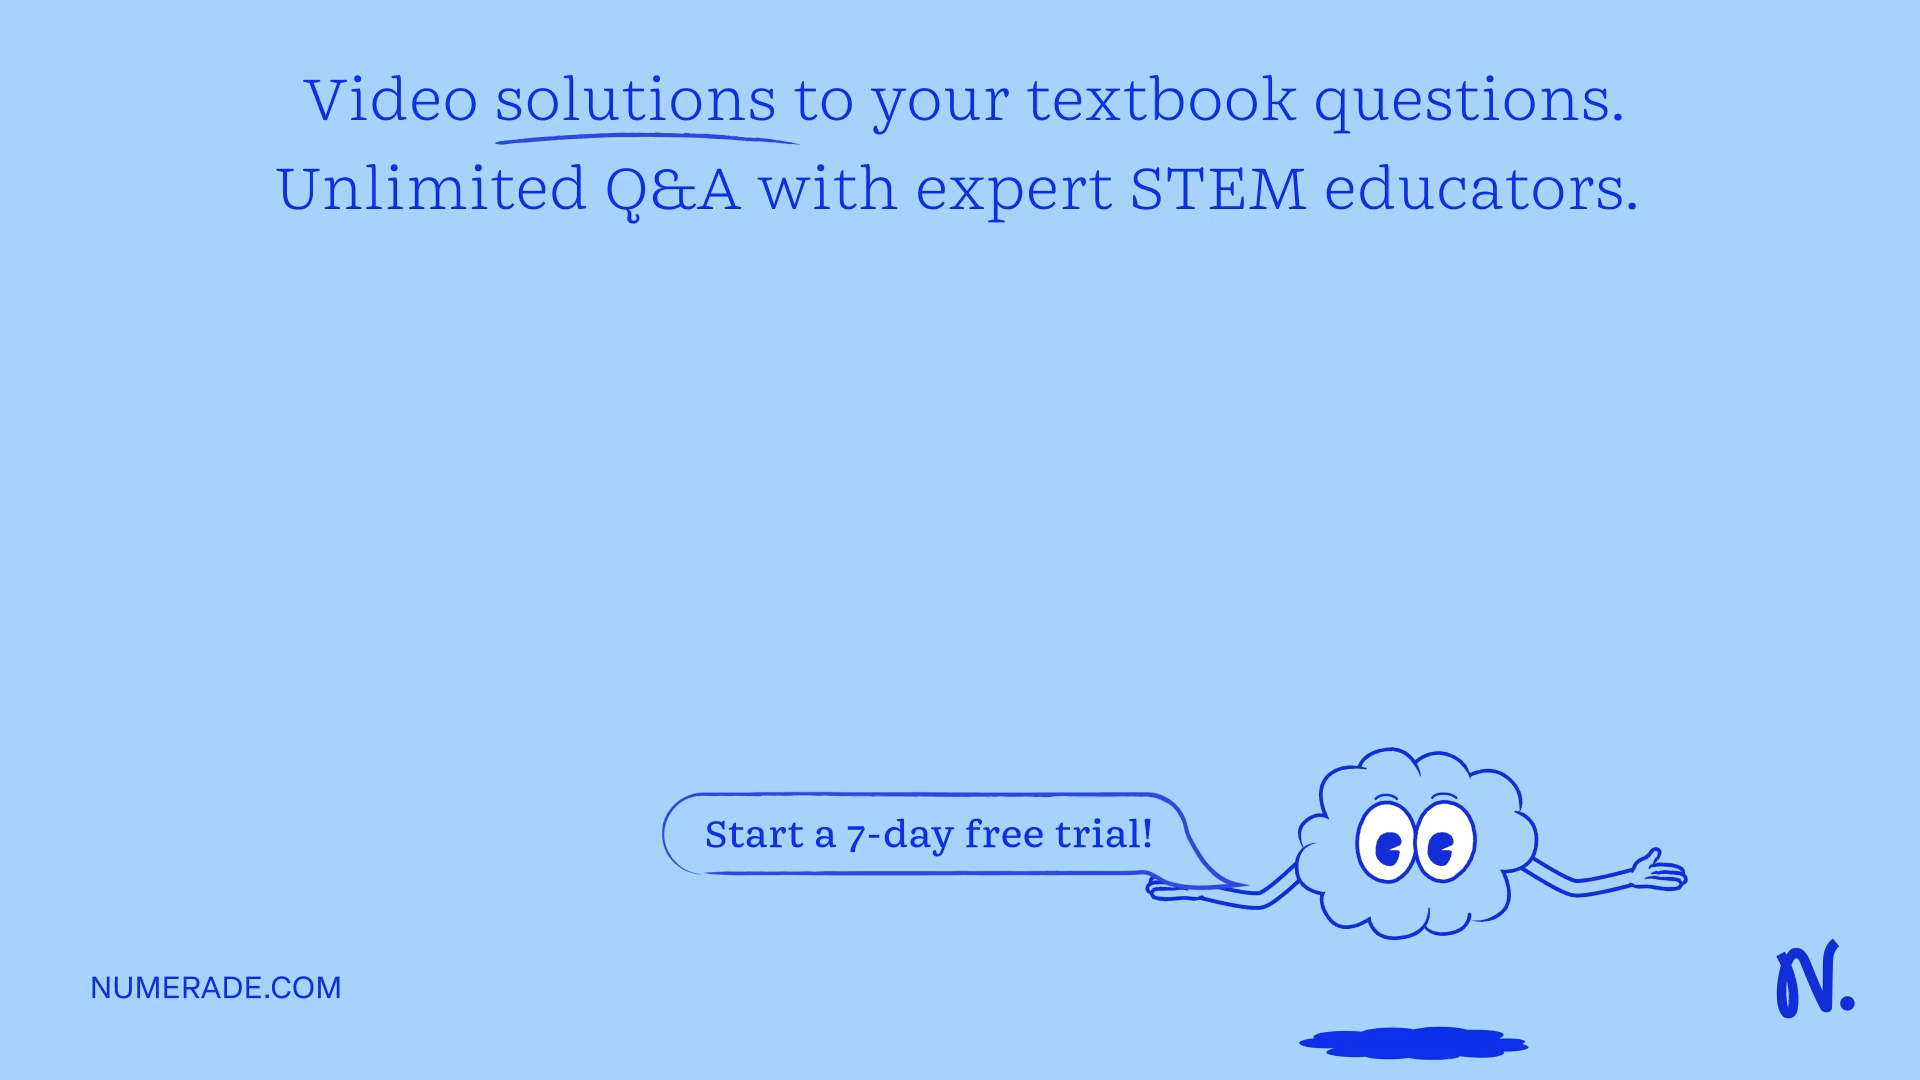 Video solutions to your textbook questions.
Unlimited Q&A with expert STEM educators.
Start a 7-day free trial!
NUMERADE.COM
N.